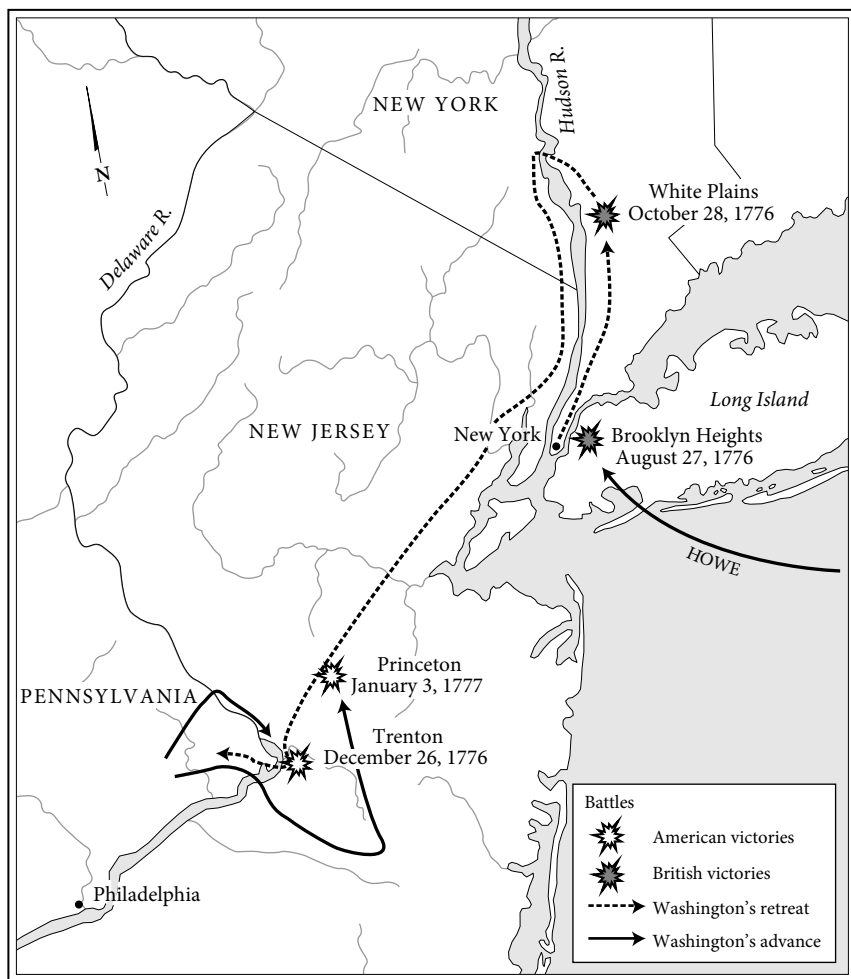 NEW YORK
Hudson R.
N
Delaware R.
White Plains
October 28, 1776
Long Island
NEW JERSEY
New York
Brooklyn Heights
August 27, 1776
HOWE
Princeton
January 3, 1777
PENNSYLVANIA
Trenton
December 26, 1776
Philadelphia
Battles
American victories
British victories
Washington's retreat
Washington's advance